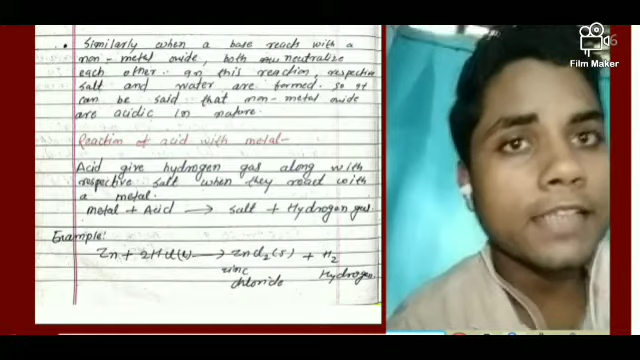 • Similarly when a base reach with a
non-metal oxide, both neutralize
each other. In this reaction, respective
salt and water are formed. So it
can be said that non-metal oxide
are acidic in nature.
Reaction of acid with metal-
Acid give hydrogen gas along with
respective salt when they react with
a metal.
metal + Acid → salt + Hydrogen gas
Example:
Zn + 2Hcl(l) → Zncl2(s) + H2
zinc Hydrogen
chloride
Film Maker